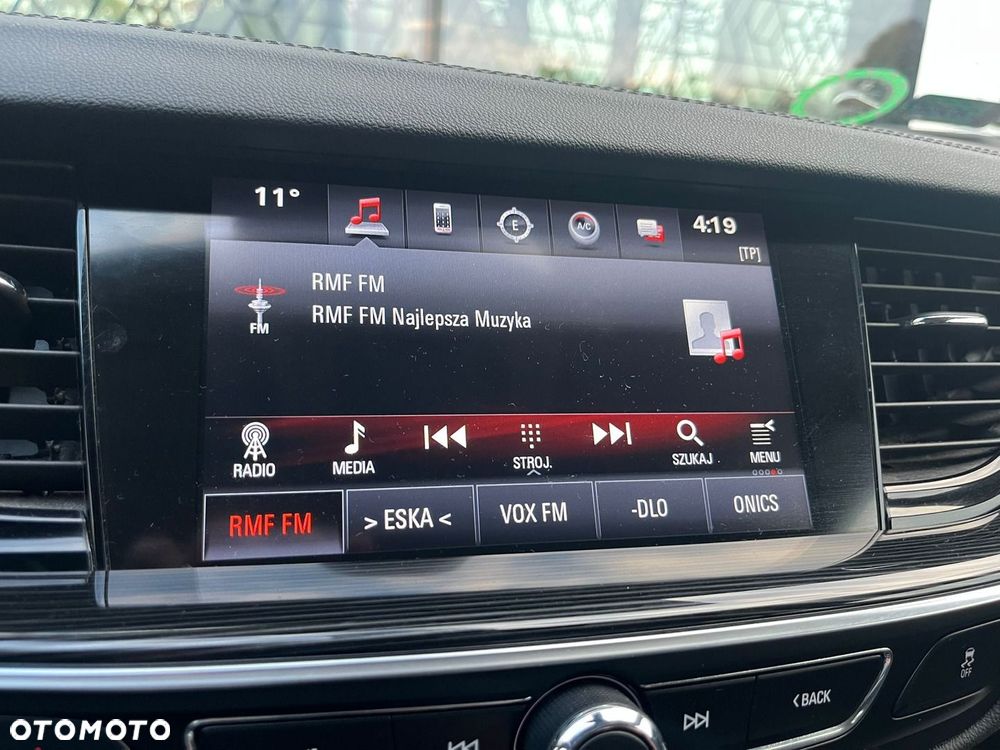 11°
E
A/C
4:19
[TP]
RMF FM
RMF FM Najlepsza Muzyka
FM
RADIO
MEDIA
STROJ.
SZUKAJ
MENU
RMF FM
> ESKA <
VOX FM
-DLO
ONICS
OFF
<BACK
OTOMOTO